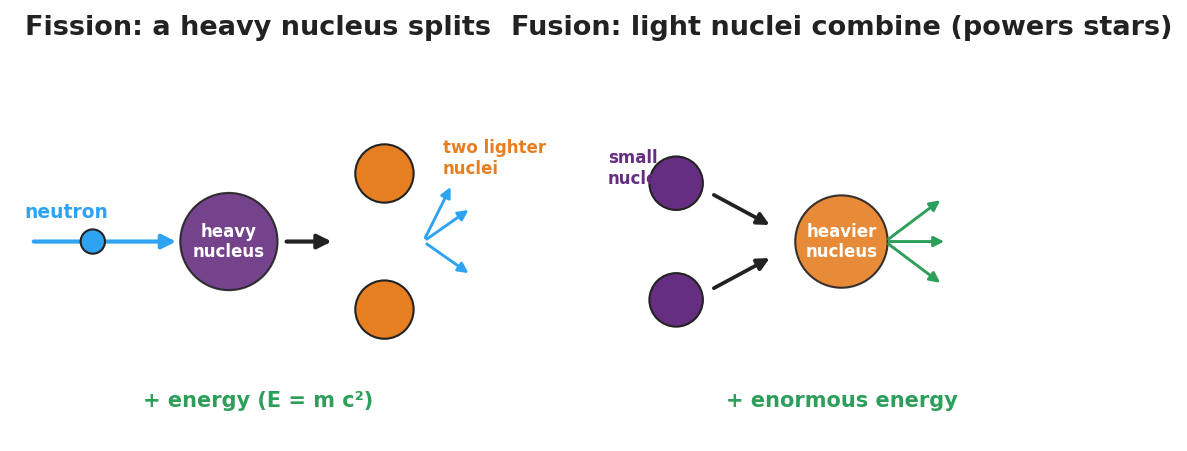 Fission: a heavy nucleus splits
neutron
heavy
nucleus
two lighter
nuclei
+ energy (E = m c²)
Fusion: light nuclei combine (powers stars)
small
heavier
nucleus
+ enormous energy